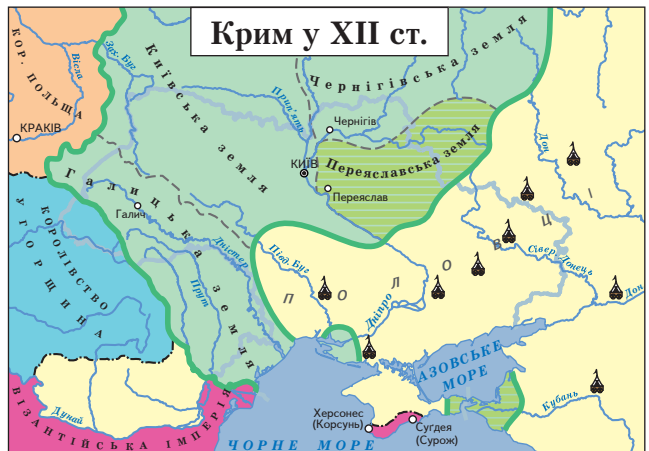 Крим у XII ст.
КОР. ПОЛЬЩА
Вісла
Зах. Буг
КРАКІВ
Київська земля
Чернігівська земля
Прип'ять
Чернігів
КИЇВ
Переяславська земля
Переяслав
Галицька земля
Галич
Дністер
Прут
КОРОЛІВСТВО
УГОРЩИНА
Півд. Буг
ПОЛОВЦІ
Дніпро
Дон
Сівер. Донець
Дон
АЗОВСЬКЕ
МОРЕ
Кубань
Дунай
ВІЗАНТІЙСЬКА ІМПЕРІЯ
Херсонес
(Корсунь)
Сугдея
(Сурож)
ЧОРНЕ МОРЕ